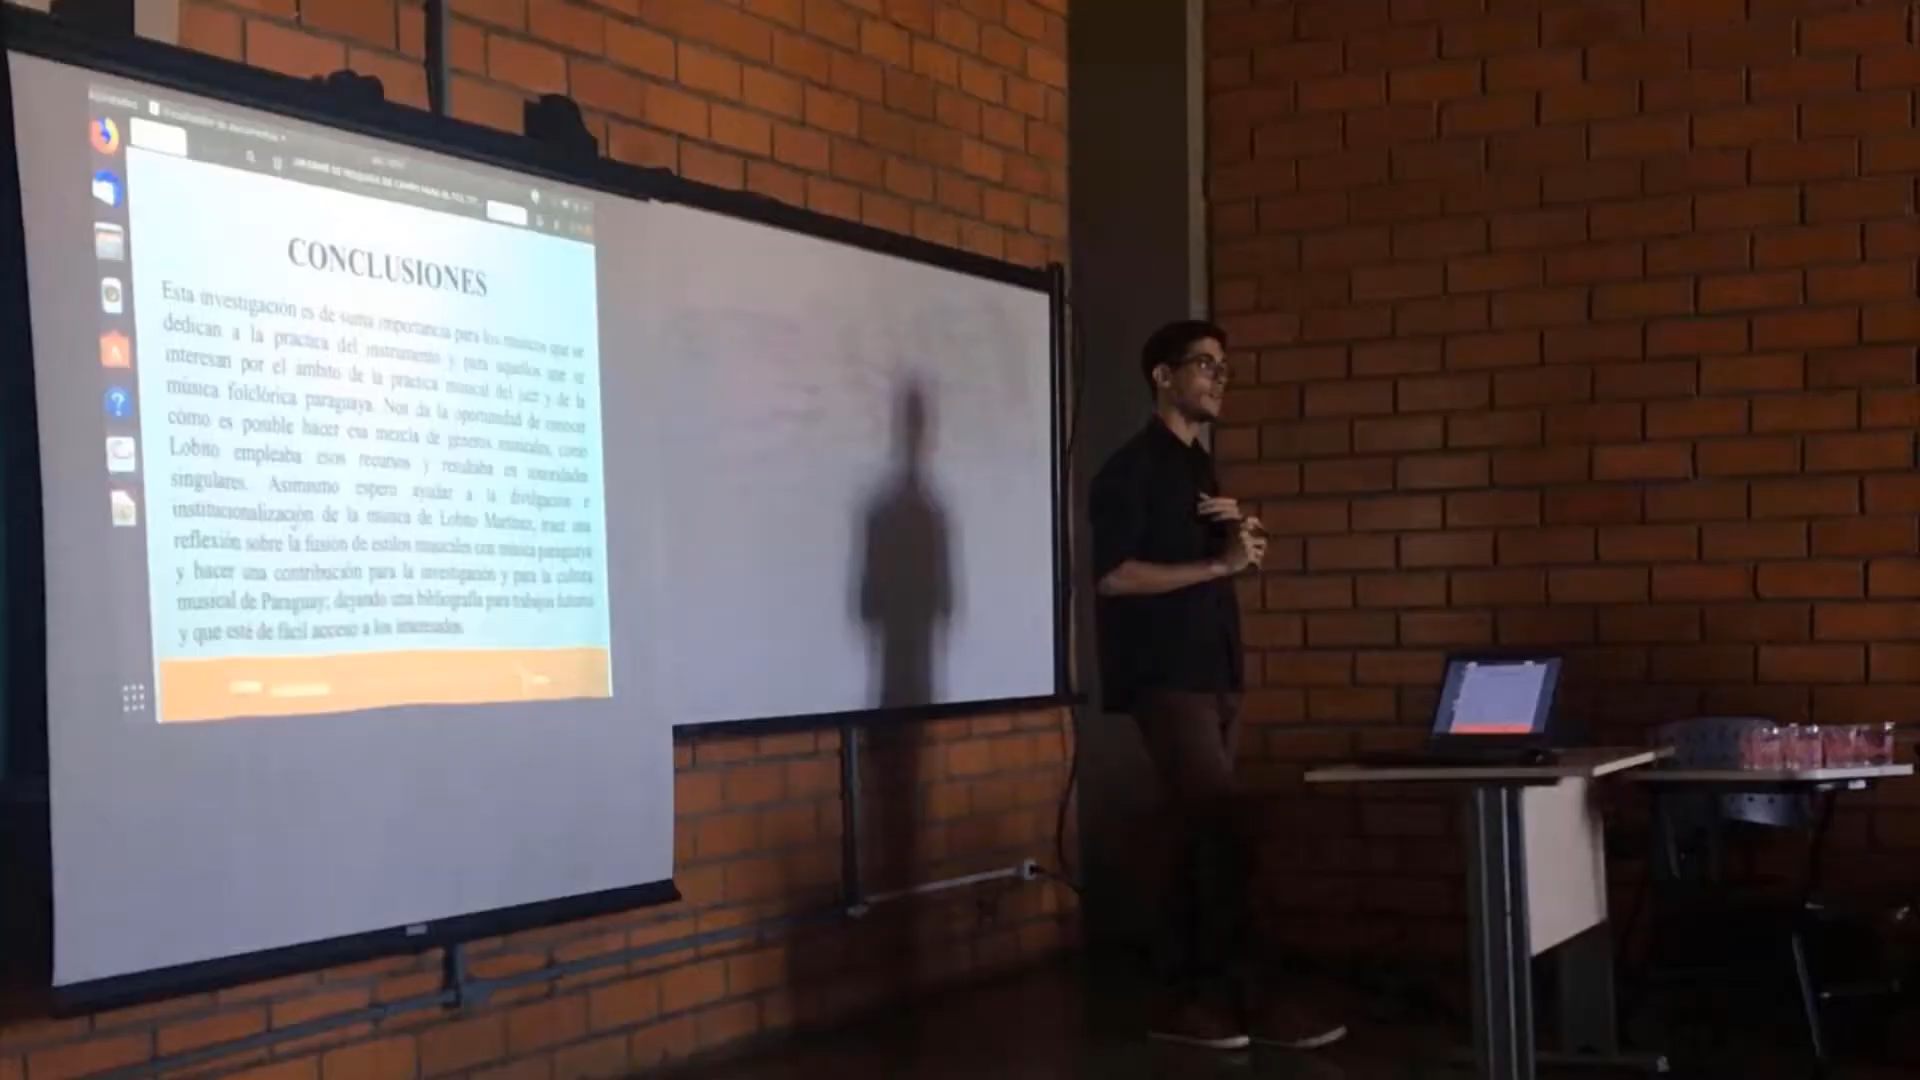 CONCLUSIONES
Esta investigación es de suma importancia para los músicos que se
dedican a la práctica del instrumento y para aquellos que se
interesan por el ámbito de la práctica musical del jazz y de la
música folclórica paraguaya. Nos da la oportunidad de conocer
como es posible hacer esa mezcla de géneros musicales, como
Lobito empleaba esos recursos y resultaba en sonoridades
singulares. Asimismo espero ayudar a la divulgación e
institucionalización de la música de Lobito Martínez, traer una
reflexión sobre la fusión de estilos musicales con música paraguaya
y hacer una contribución para la investigación y para la cultura
musical de Paraguay; dejando una bibliografía para trabajos futuros
y que esté de fácil acceso a los interesados.